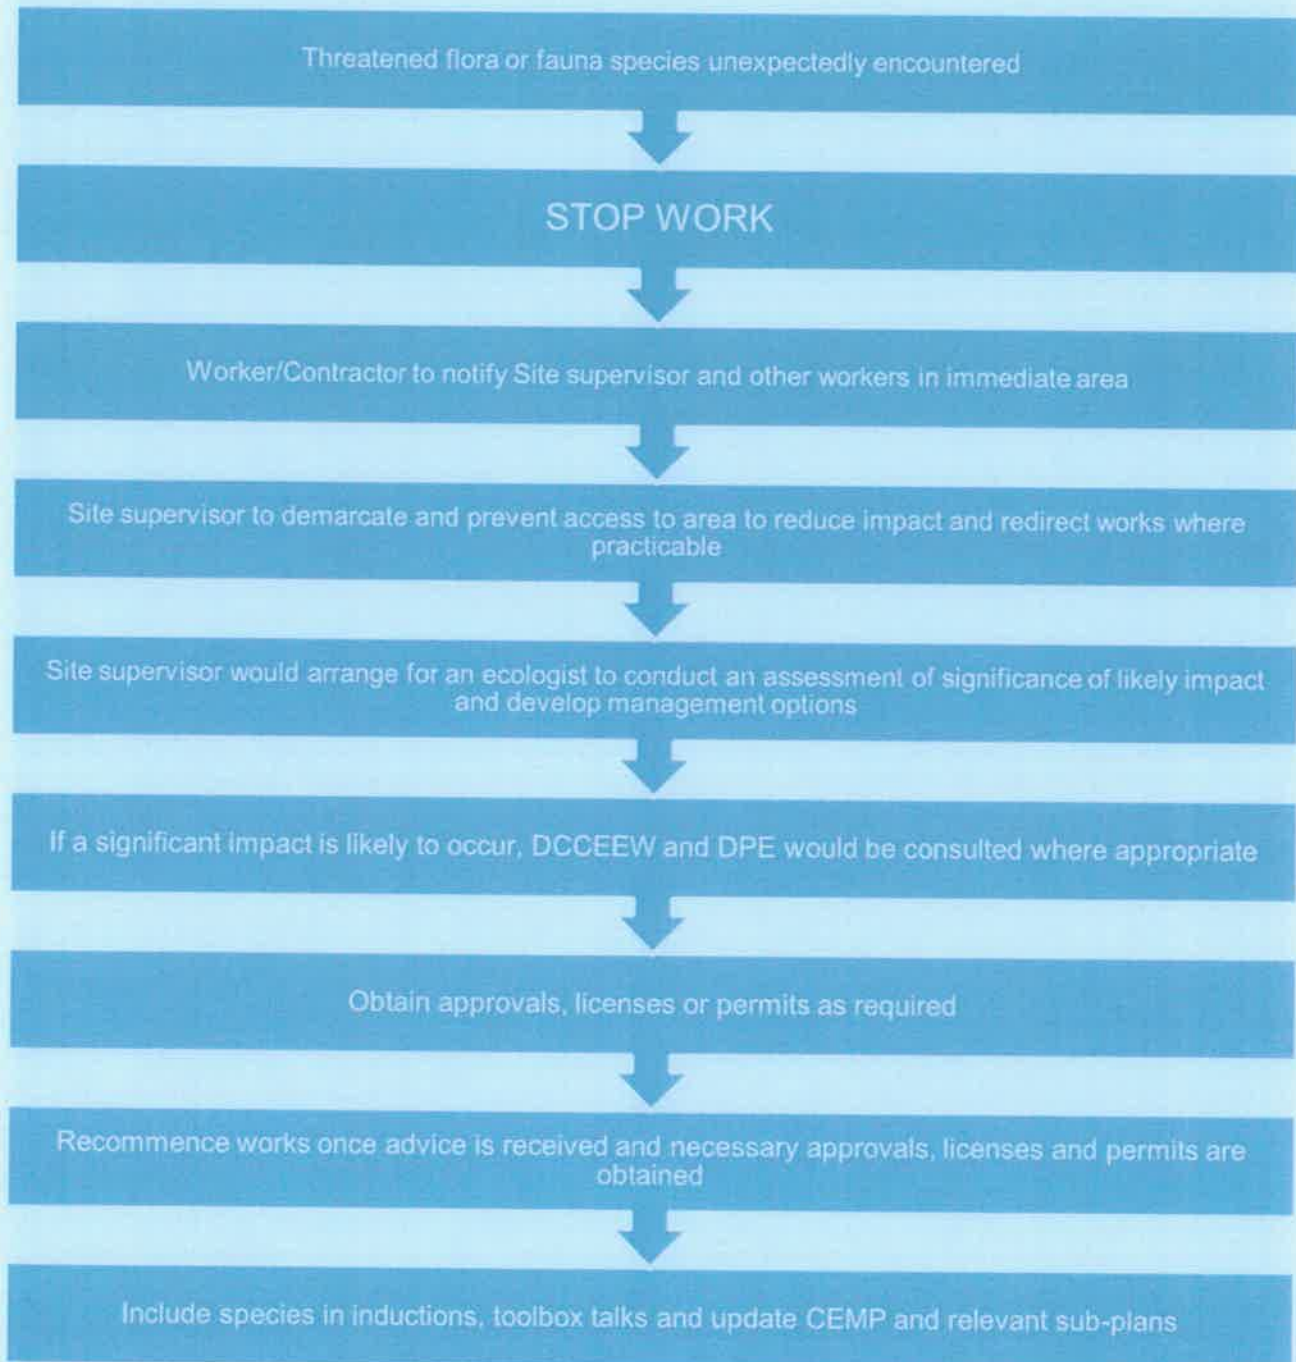 Threatened flora or fauna species unexpectedly encountered
STOP WORK
Worker/Contractor to notify Site supervisor and other workers in immediate area
Site supervisor to demarcate and prevent access to area to reduce impact and redirect works where
practicable
Site supervisor would arrange for an ecologist to conduct an assessment of significance of likely impact
and develop management options
If a significant impact is likely to occur, DCCEEW and DPE would be consulted where appropriate
Obtain approvals, licenses or permits as required
Recommence works once advice is received and necessary approvals, licenses and permits are
obtained
Include species in inductions, toolbox talks and update CEMP and relevant sub-plans